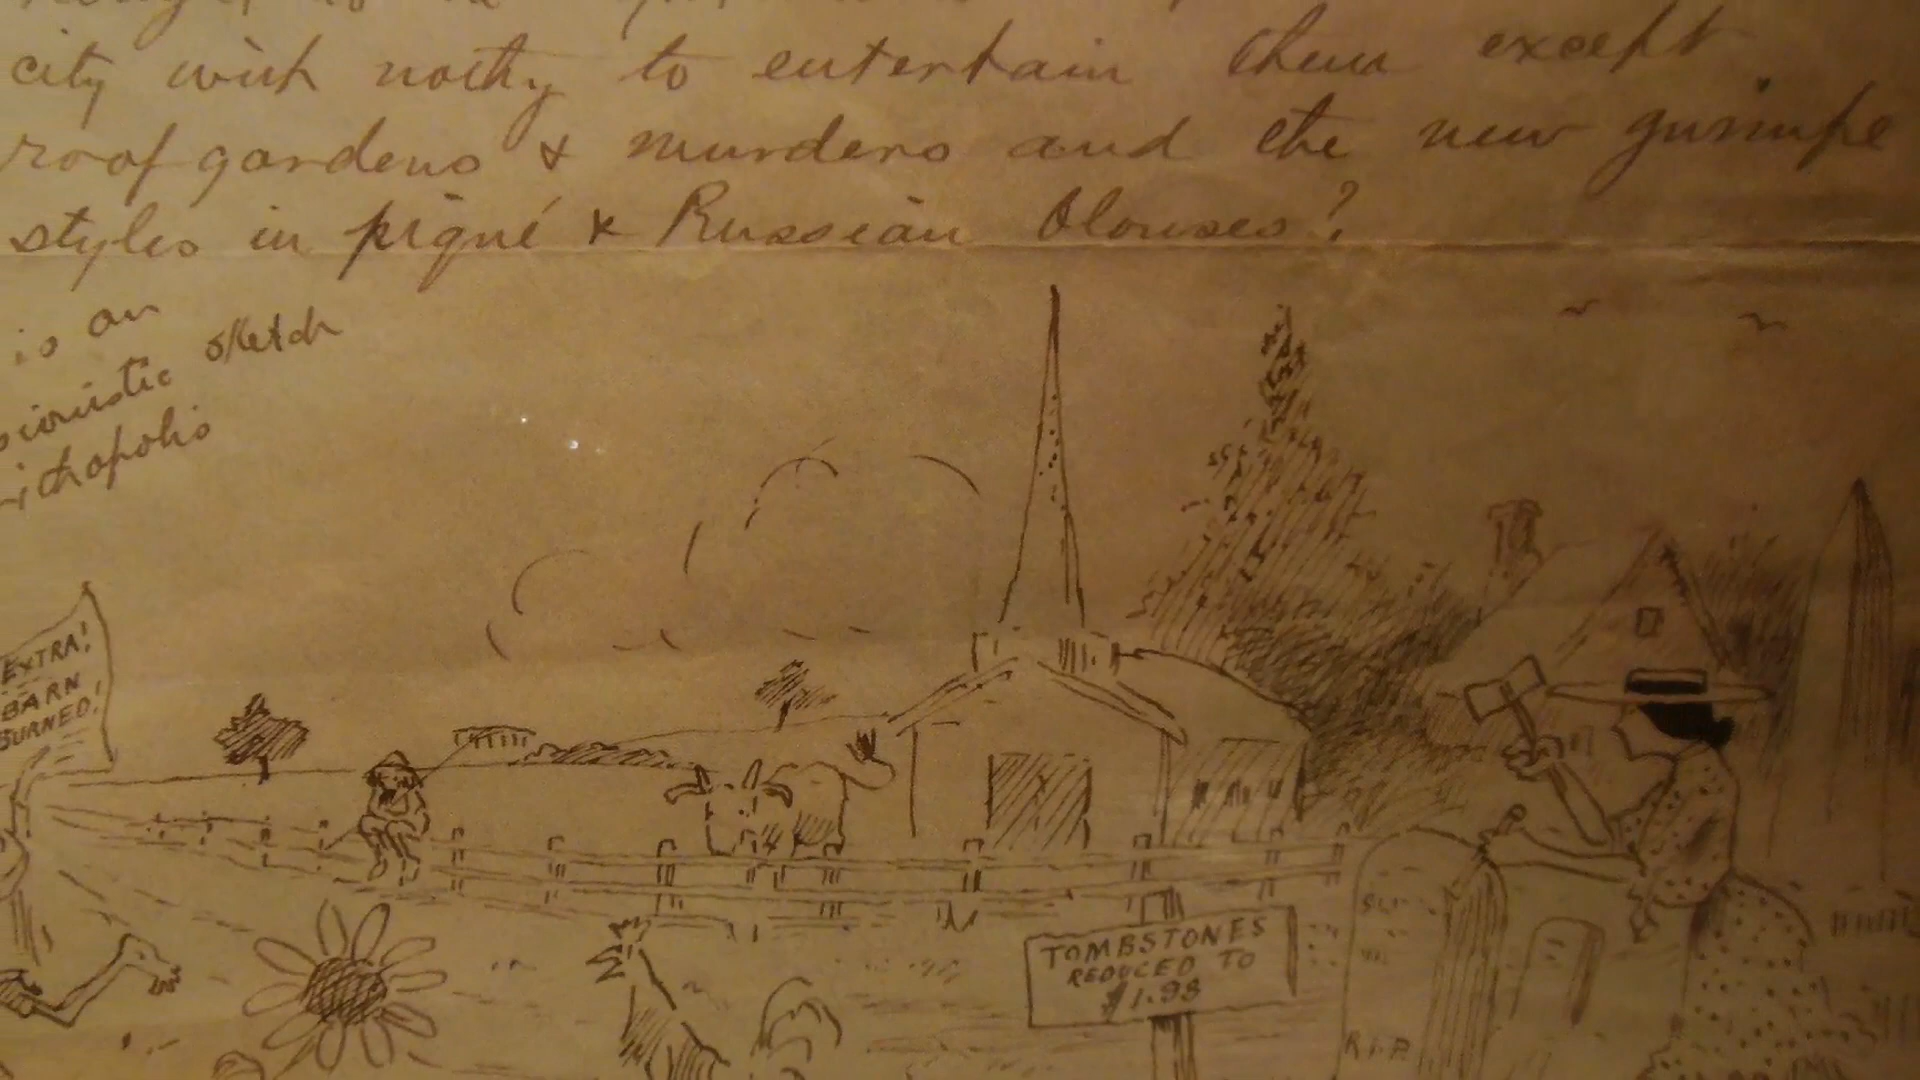 city with nothg to entertain them except
roof gardens & murders and the new guimpe
styles in piqué & Russian blouses?
is an
sketch
EXTRA!
BARN
BURNED!
TOMBSTONES
REDUCED TO
$1.98
R.I.P.